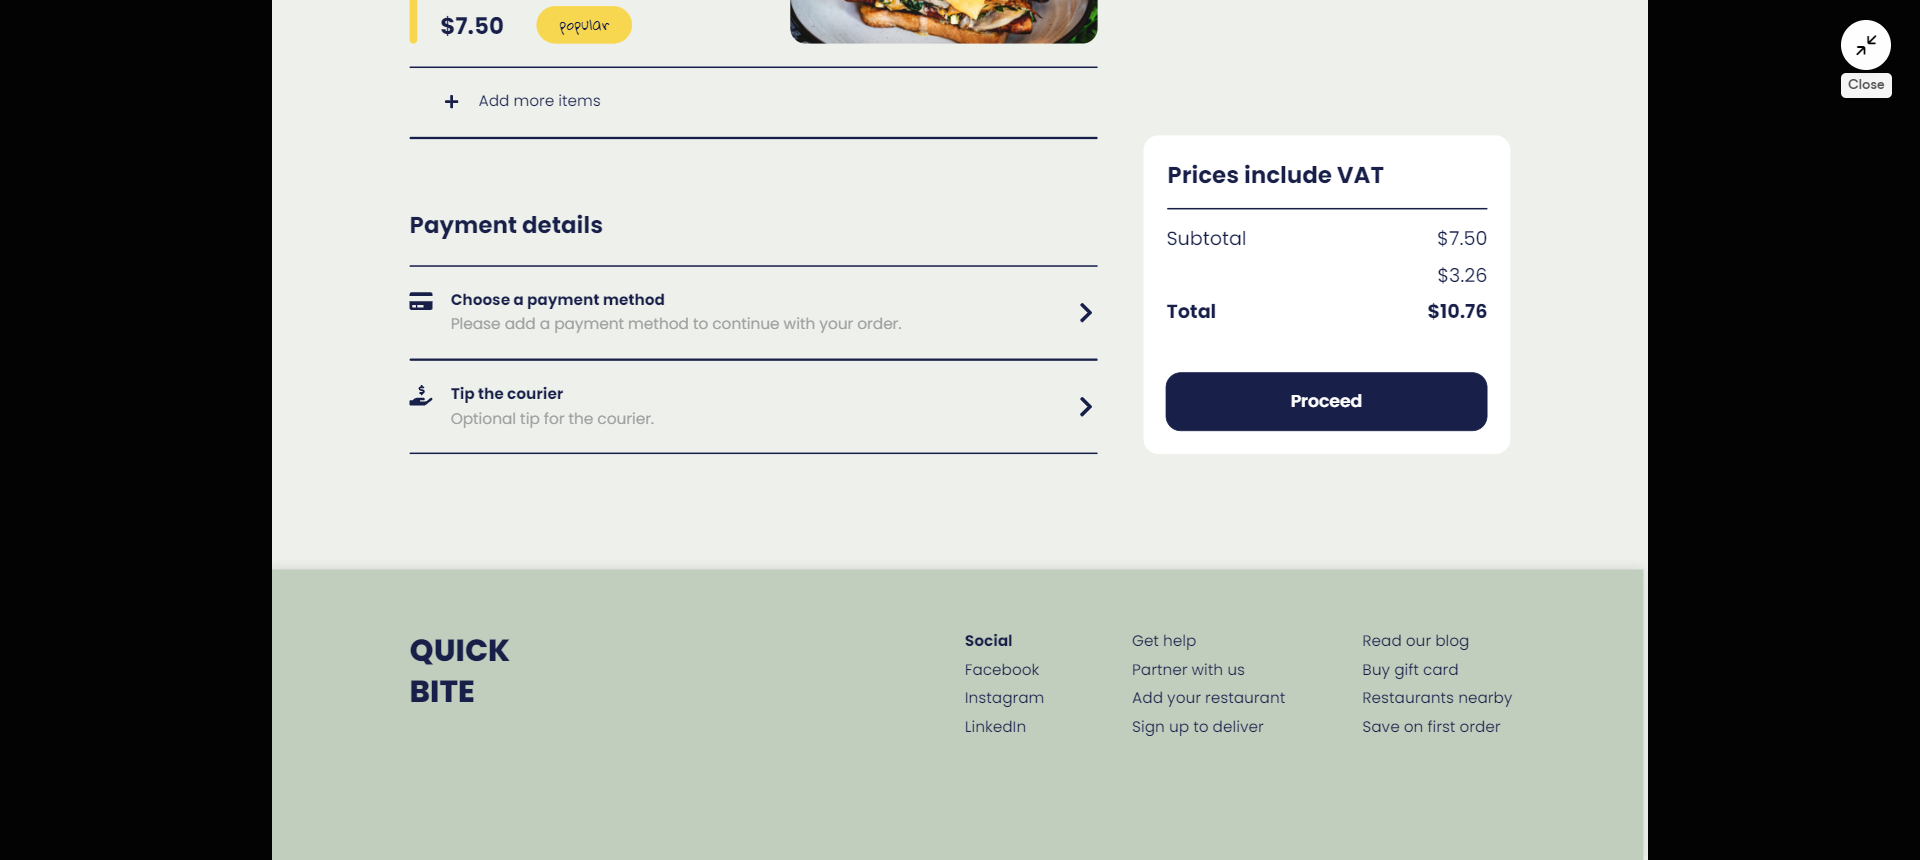 $7.50
popular
Add more items
Payment details
Choose a payment method
Please add a payment method to continue with your order.
Tip the courier
Optional tip for the courier.
Prices include VAT
Subtotal $7.50
$3.26
Total $10.76
Proceed
Close
QUICK
BITE
Social
Facebook
Instagram
LinkedIn
Get help
Partner with us
Add your restaurant
Sign up to deliver
Read our blog
Buy gift card
Restaurants nearby
Save on first order